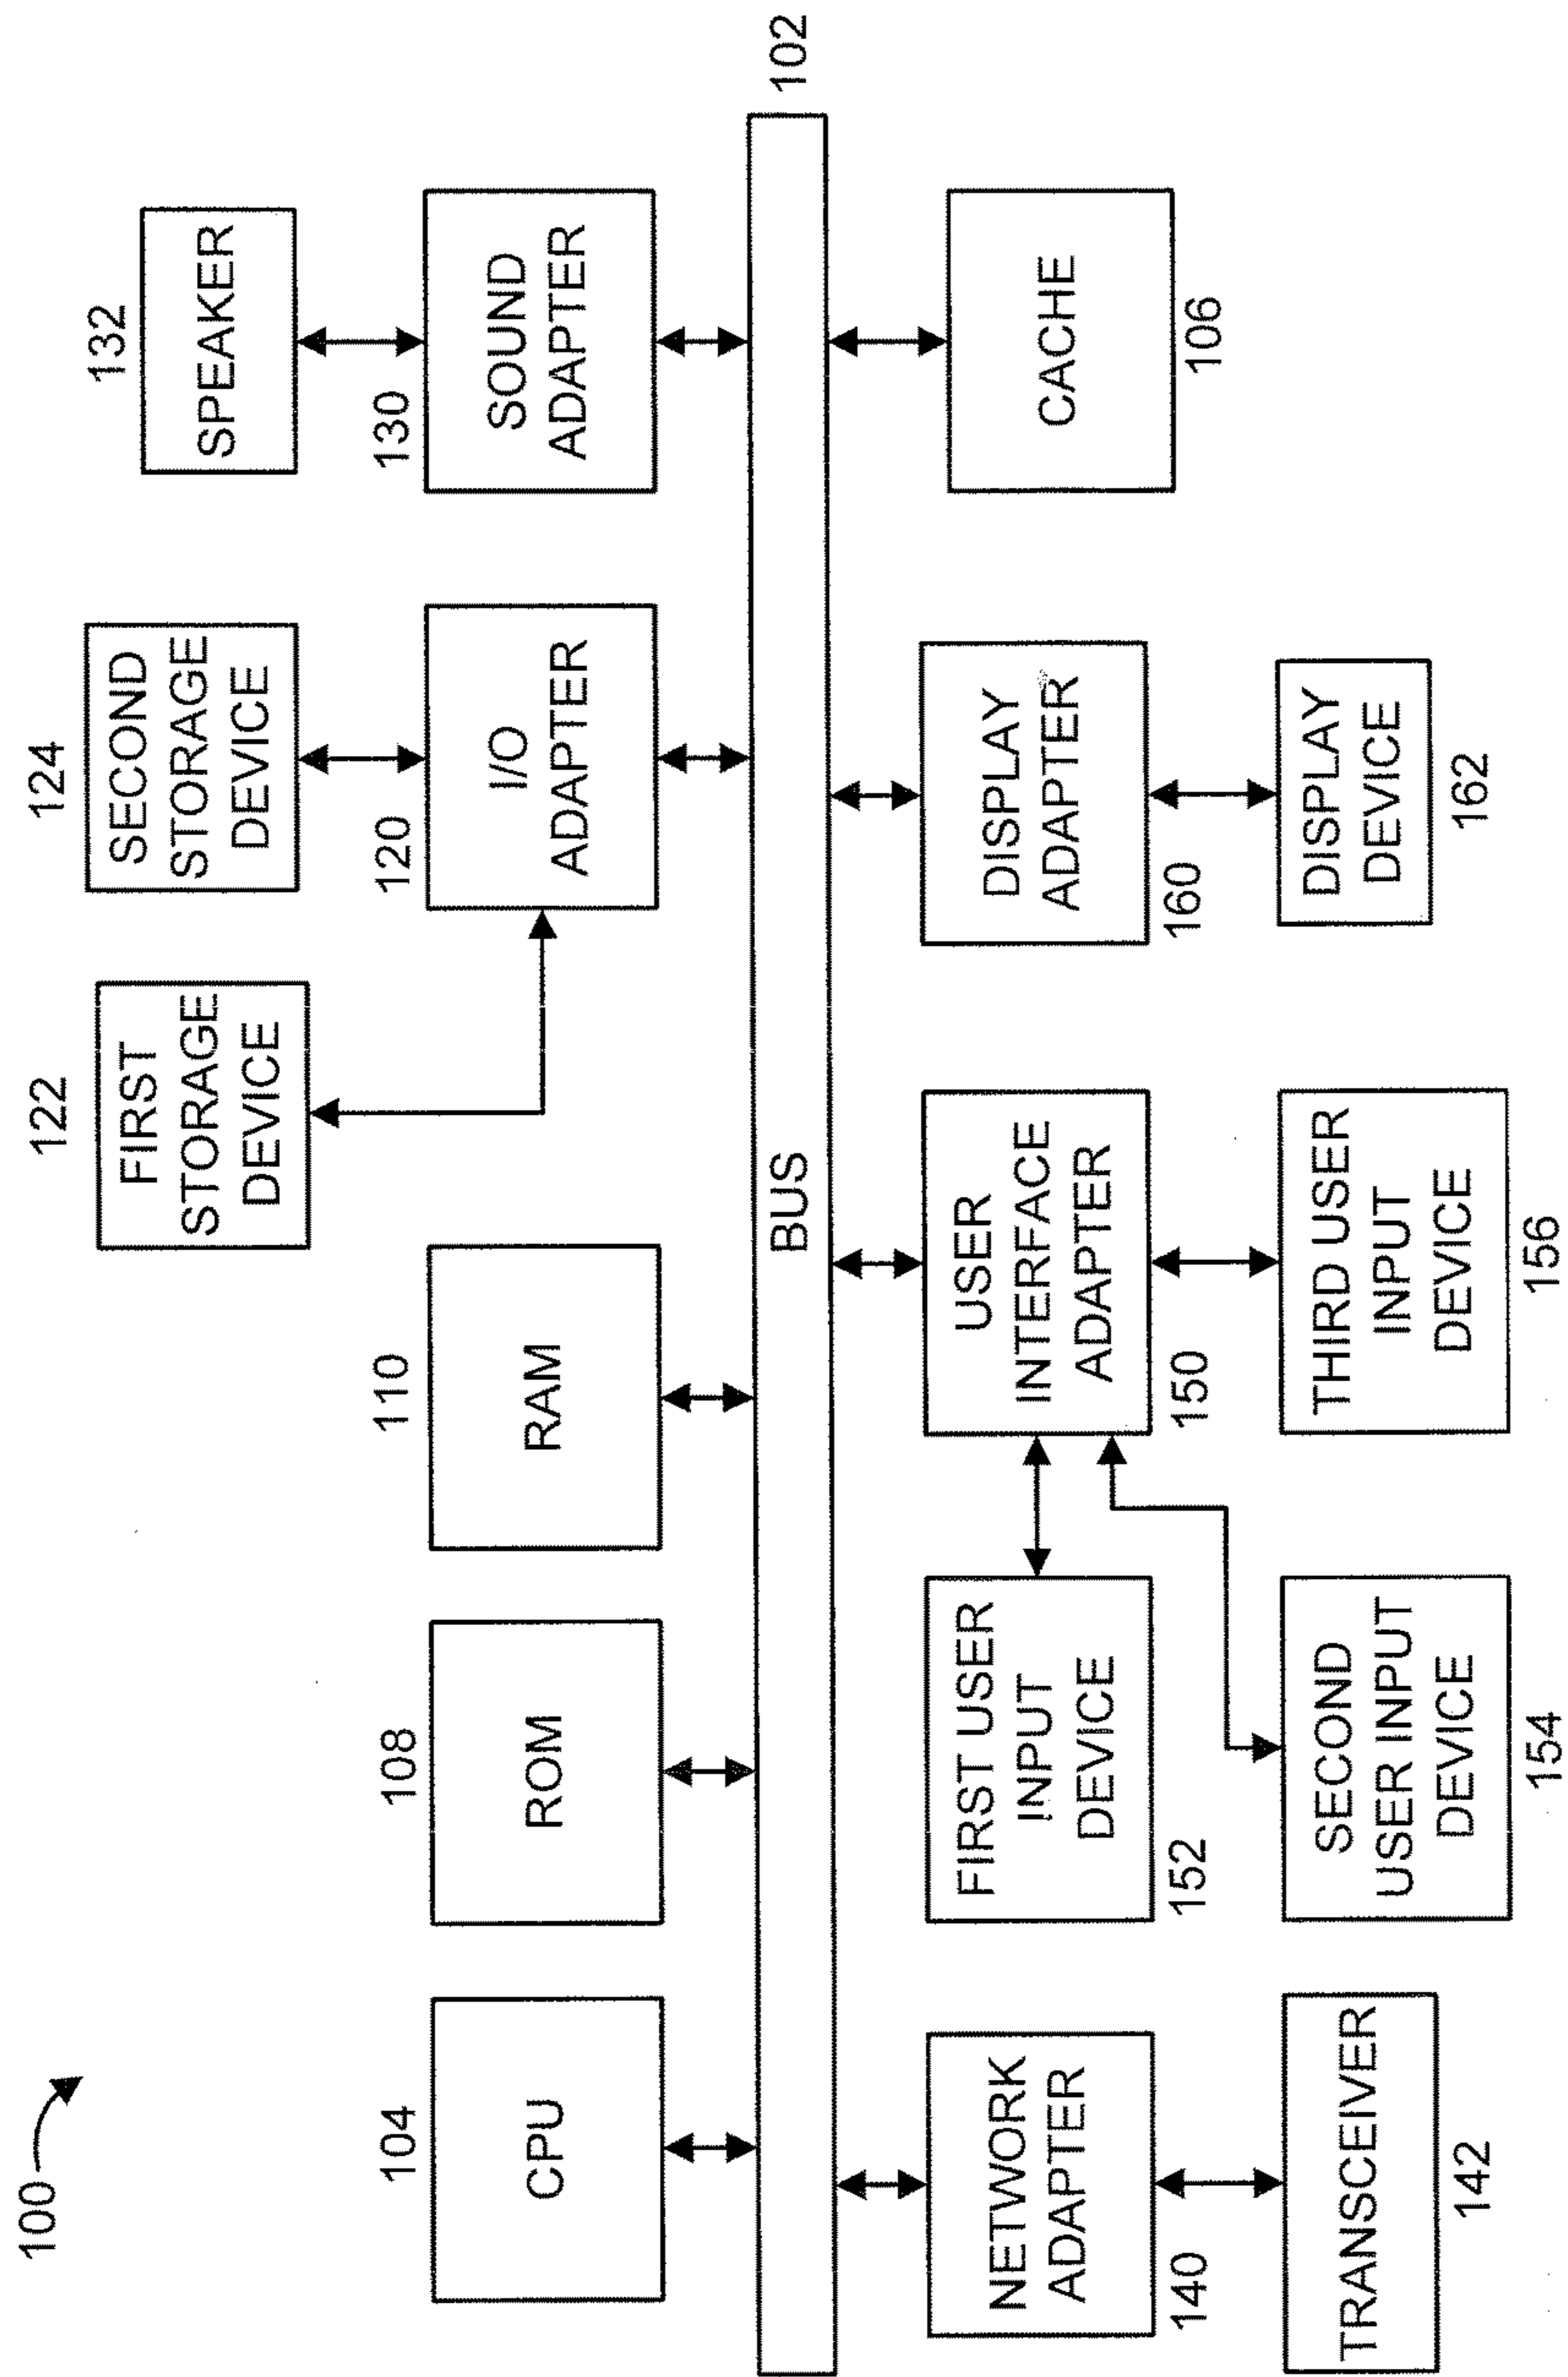 100
104
CPU
108
ROM
110
RAM
122
FIRST
STORAGE
DEVICE
124
SECOND
STORAGE
DEVICE
120
I/O
ADAPTER
132
SPEAKER
130
SOUND
ADAPTER
BUS
102
NETWORK
ADAPTER
140
TRANSCEIVER
142
FIRST USER
INPUT
DEVICE
152
SECOND
USER INPUT
DEVICE
154
USER
INTERFACE
ADAPTER
150
THIRD USER
INPUT
DEVICE
156
DISPLAY
ADAPTER
160
DISPLAY
DEVICE
162
CACHE
106